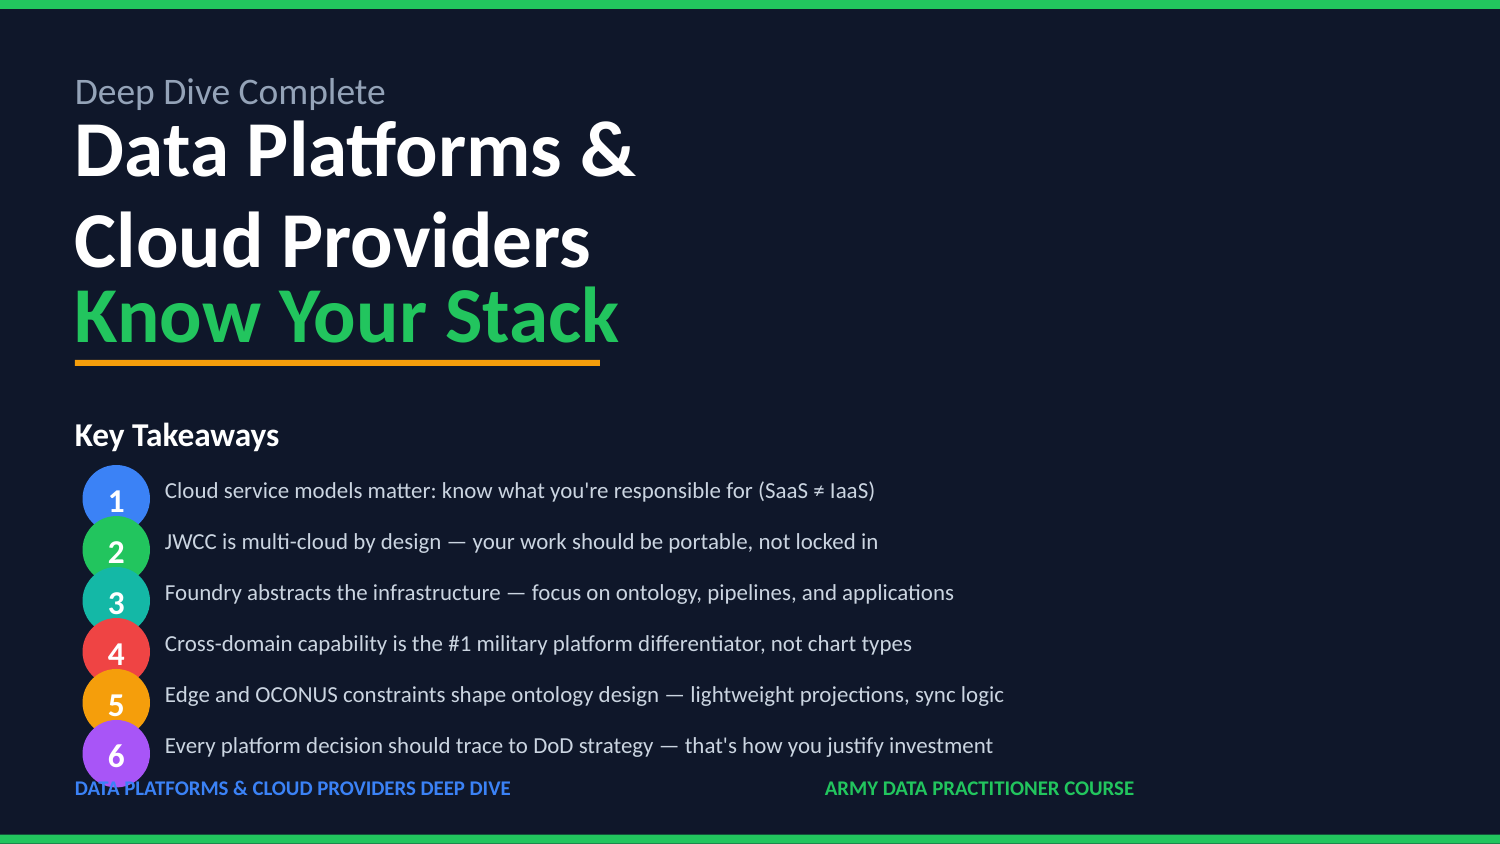 Deep Dive Complete
Data Platforms &
Cloud Providers
Know Your Stack
Key Takeaways
1 Cloud service models matter: know what you're responsible for (SaaS ≠ IaaS)
2 JWCC is multi-cloud by design — your work should be portable, not locked in
3 Foundry abstracts the infrastructure — focus on ontology, pipelines, and applications
4 Cross-domain capability is the #1 military platform differentiator, not chart types
5 Edge and OCONUS constraints shape ontology design — lightweight projections, sync logic
6 Every platform decision should trace to DoD strategy — that's how you justify investment
DATA PLATFORMS & CLOUD PROVIDERS DEEP DIVE
ARMY DATA PRACTITIONER COURSE